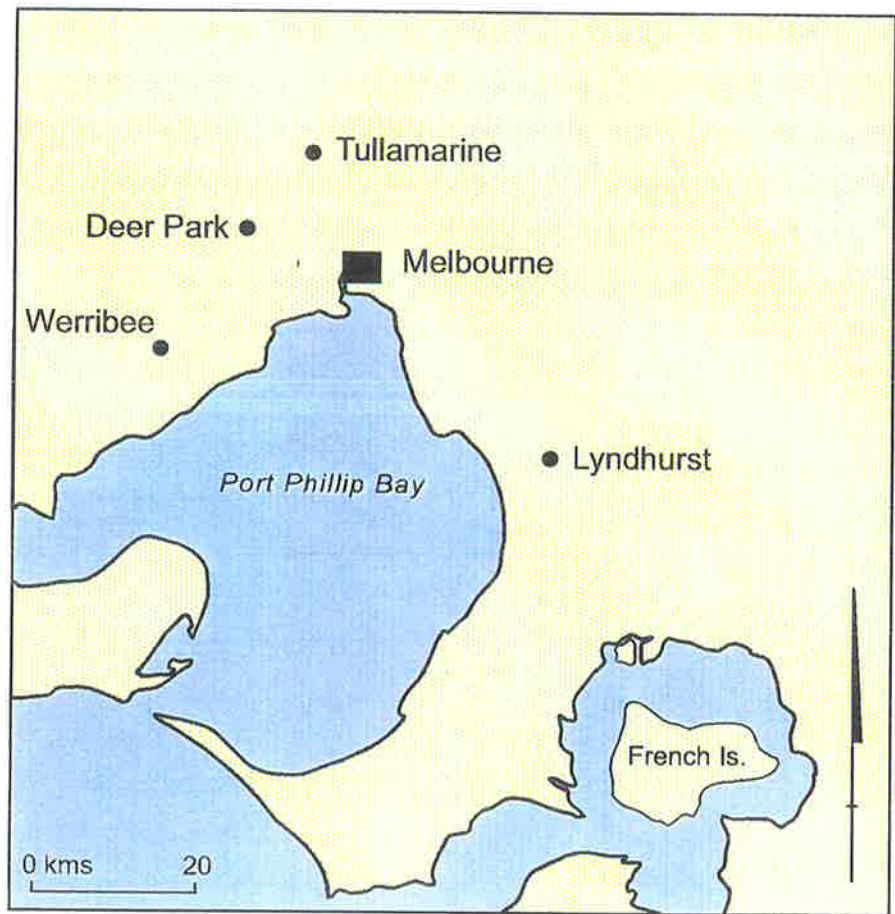 Tullamarine
Deer Park
Melbourne
Werribee
Lyndhurst
Port Phillip Bay
French Is.
0 kms 20